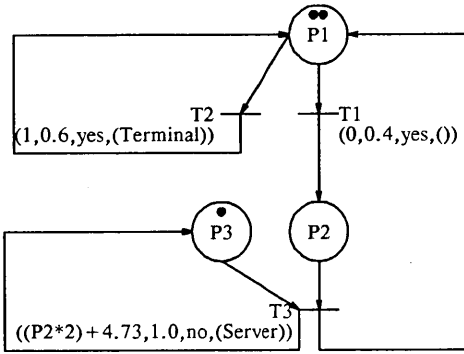 P1
T2
T1
(1,0.6,yes,(Terminal))
(0,0.4,yes,())
P3
P2
T3
((P2*2)+4.73,1.0,no,(Server))